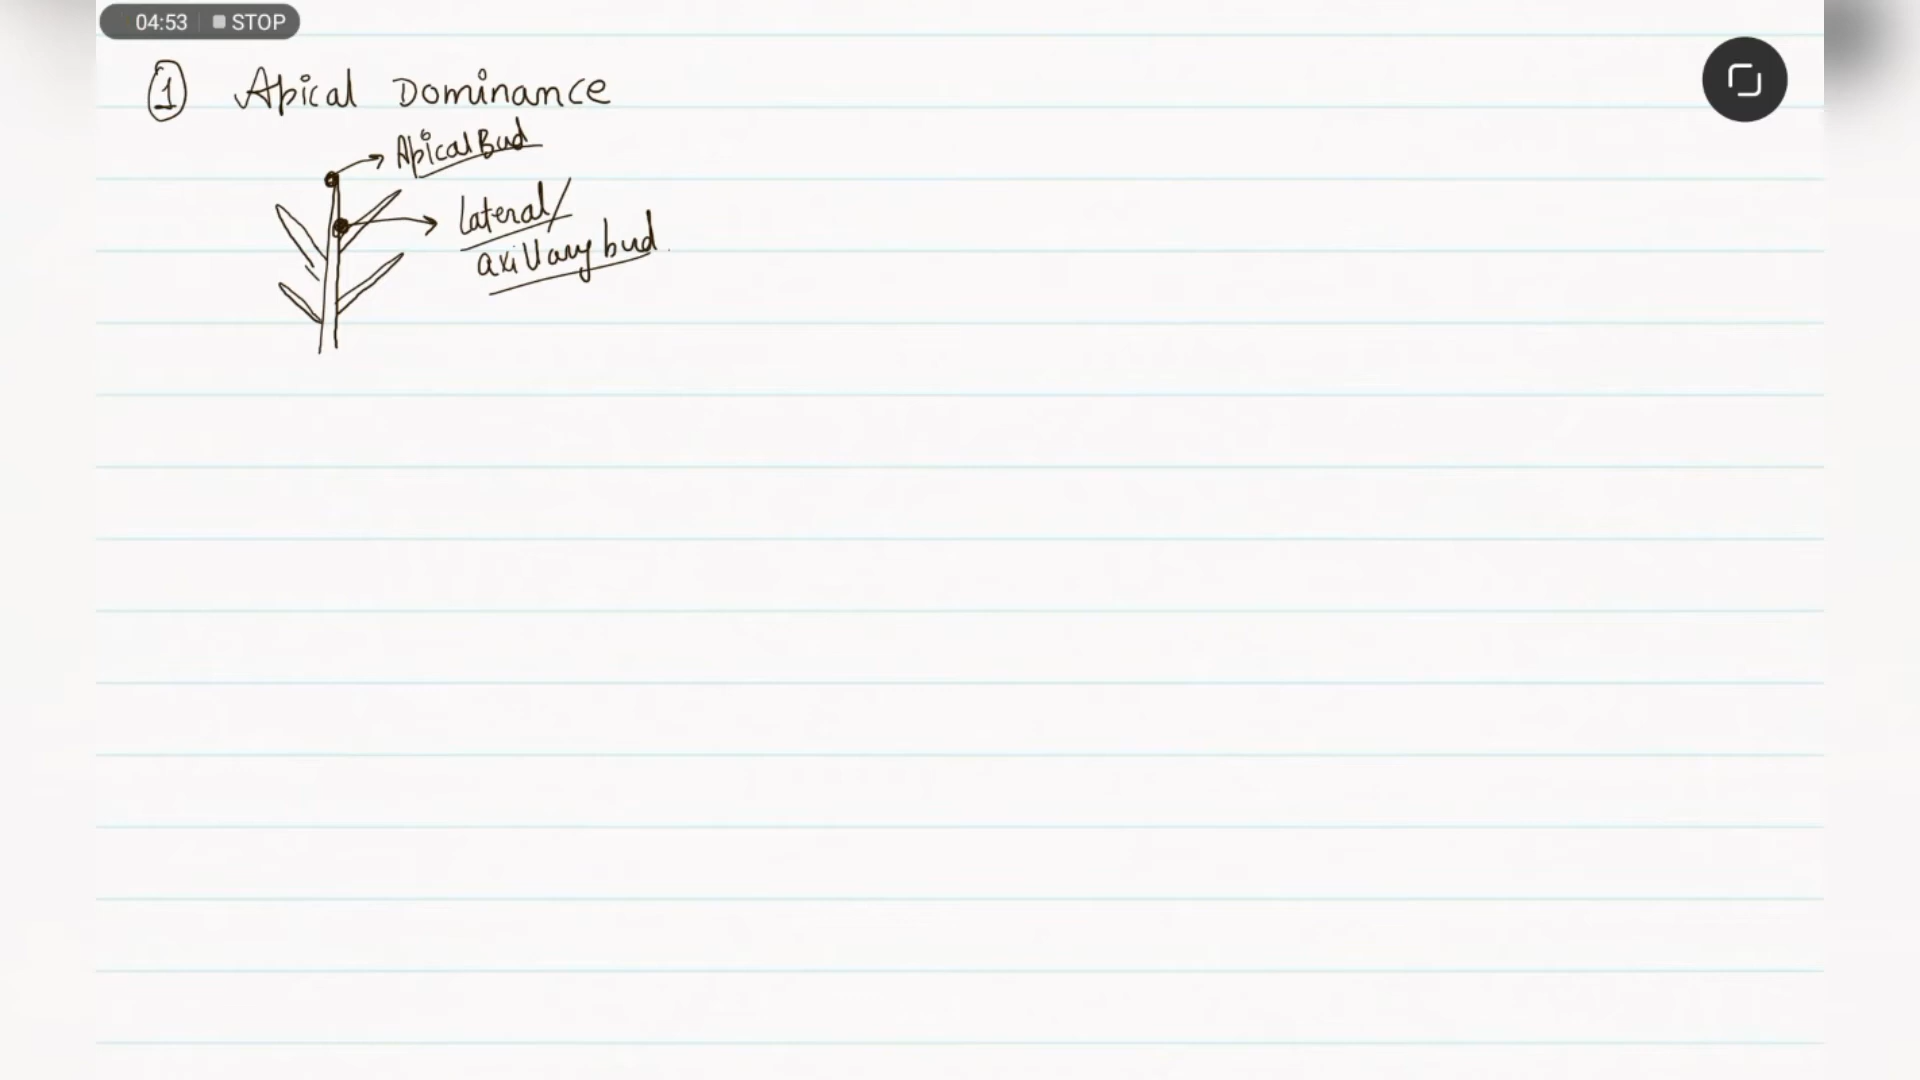 04:53 STOP
1 Apical Dominance
Apical Bud
Lateral/
axillary bud